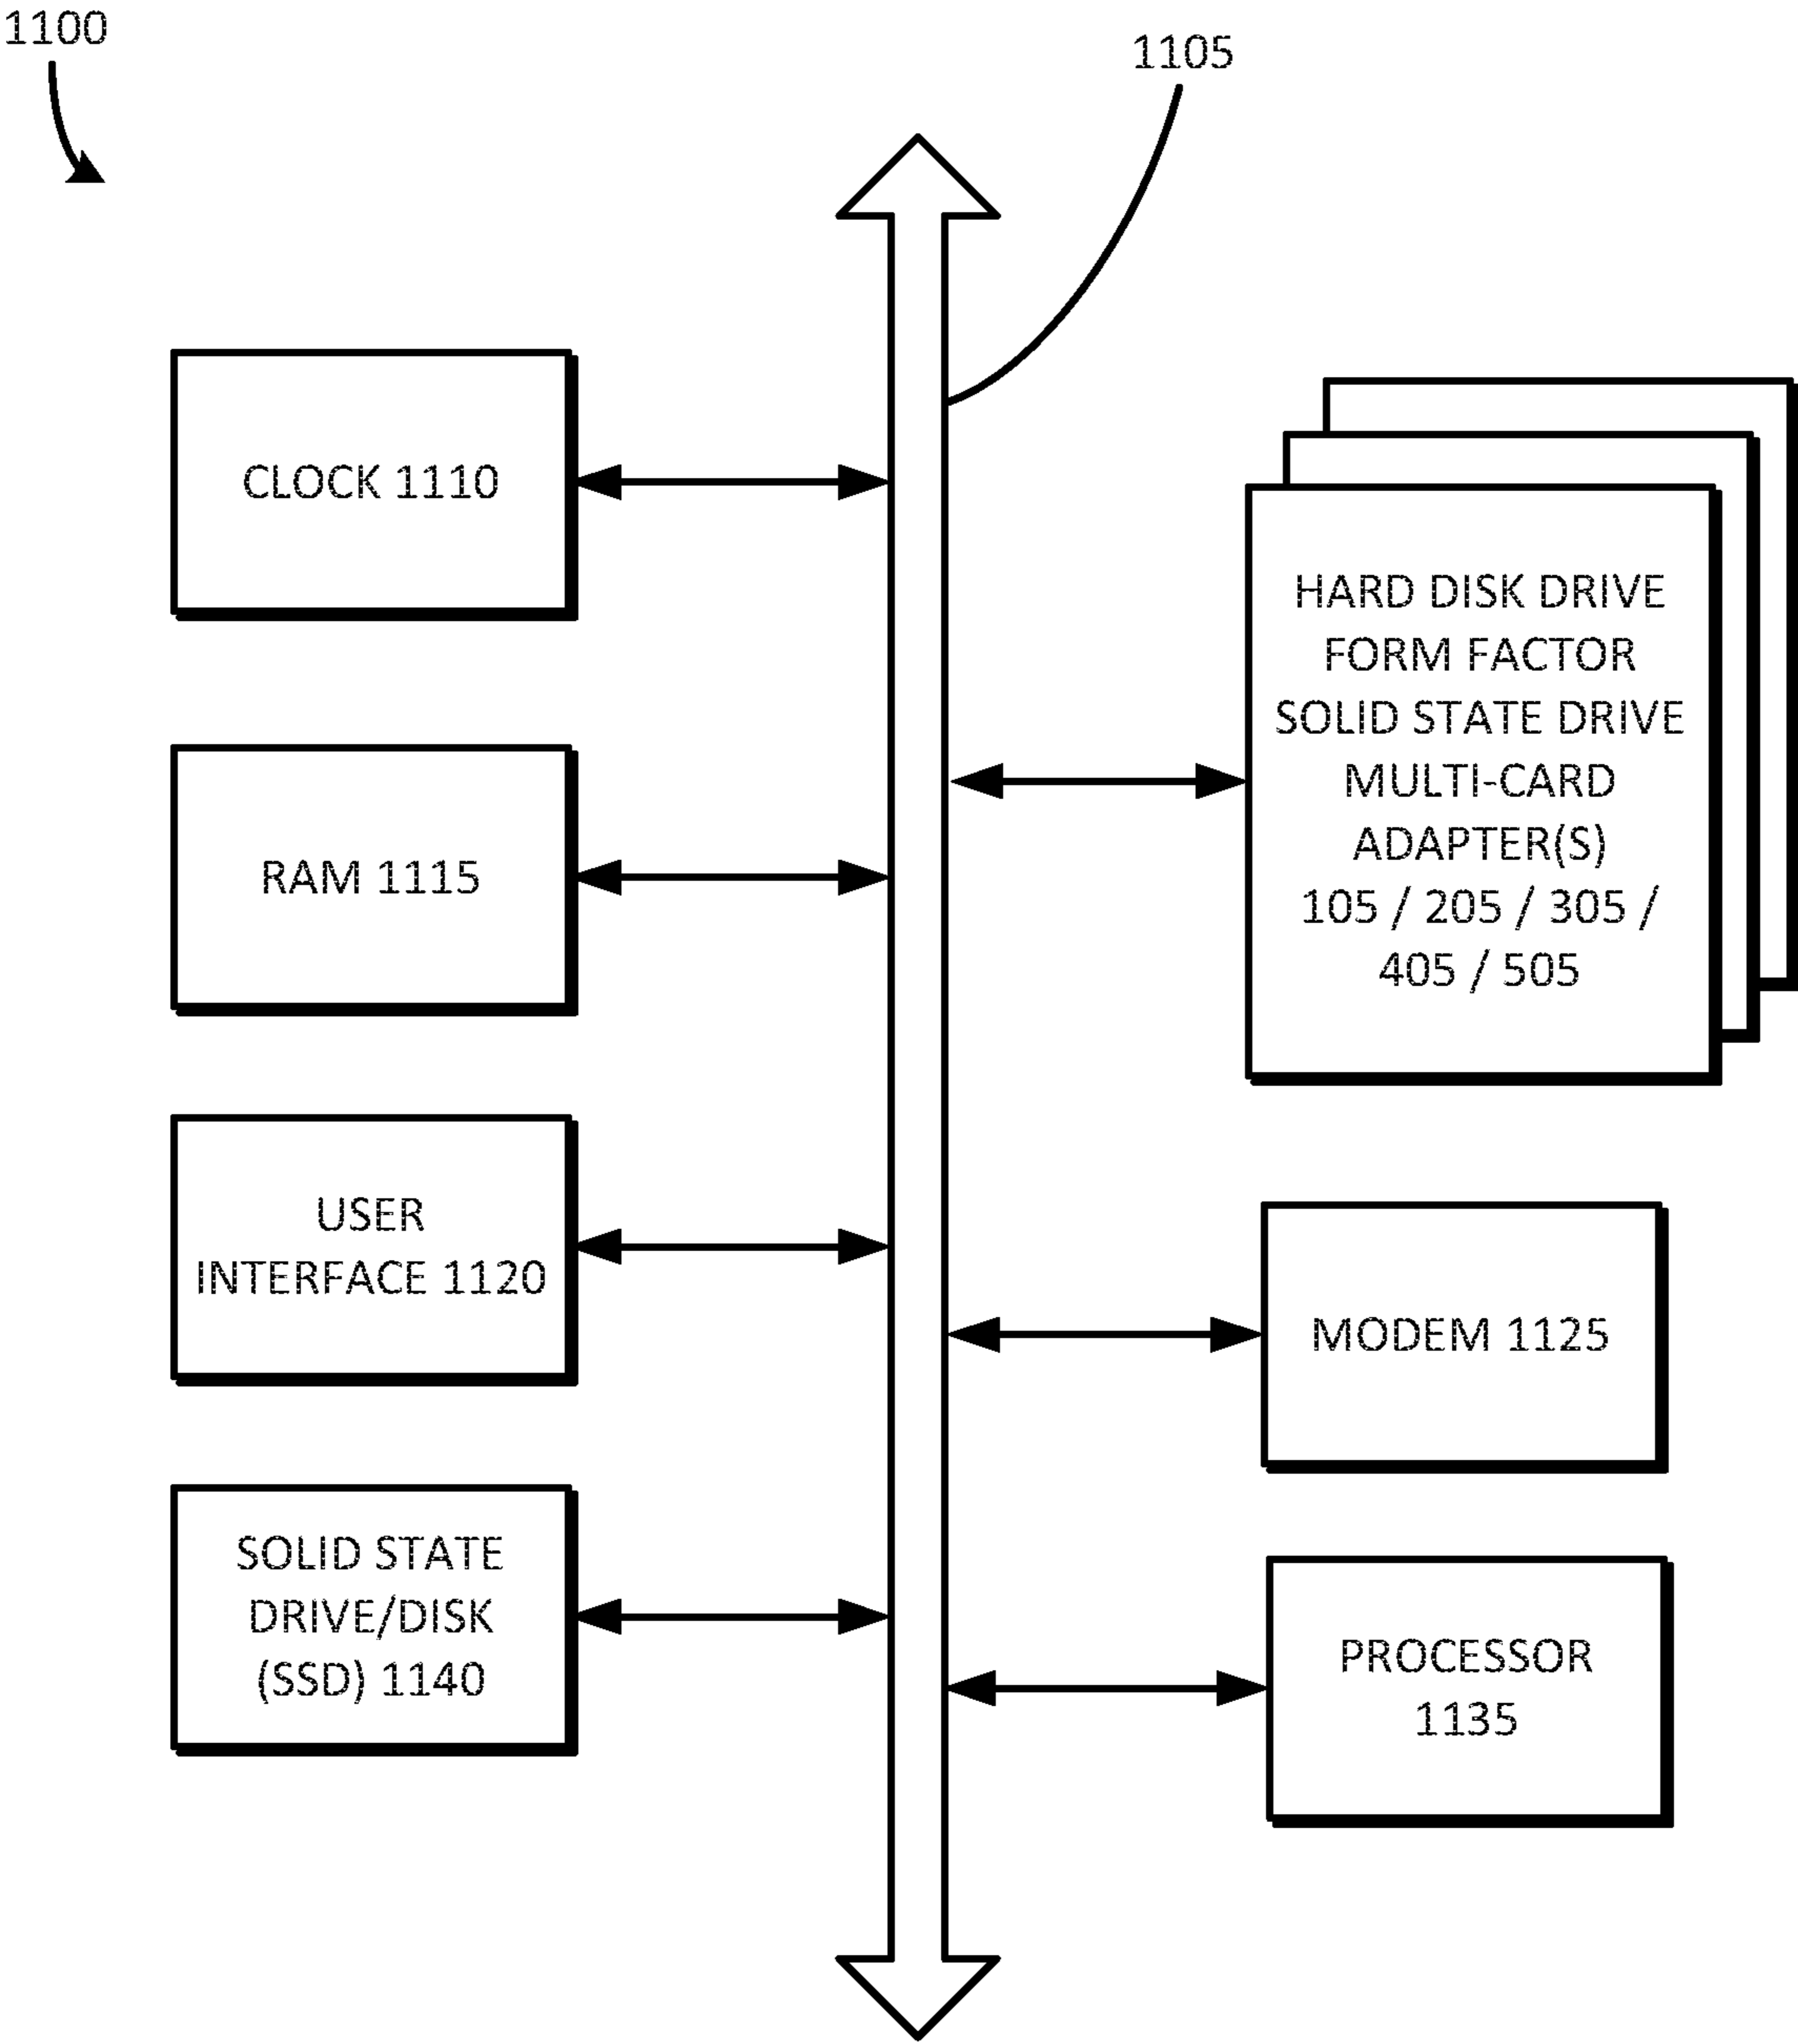 1100
1105
CLOCK 1110
HARD DISK DRIVE
FORM FACTOR
SOLID STATE DRIVE
MULTI-CARD
ADAPTER(S)
105 / 205 / 305 /
405 / 505
RAM 1115
USER
INTERFACE 1120
MODEM 1125
SOLID STATE
DRIVE/DISK
(SSD) 1140
PROCESSOR
1135